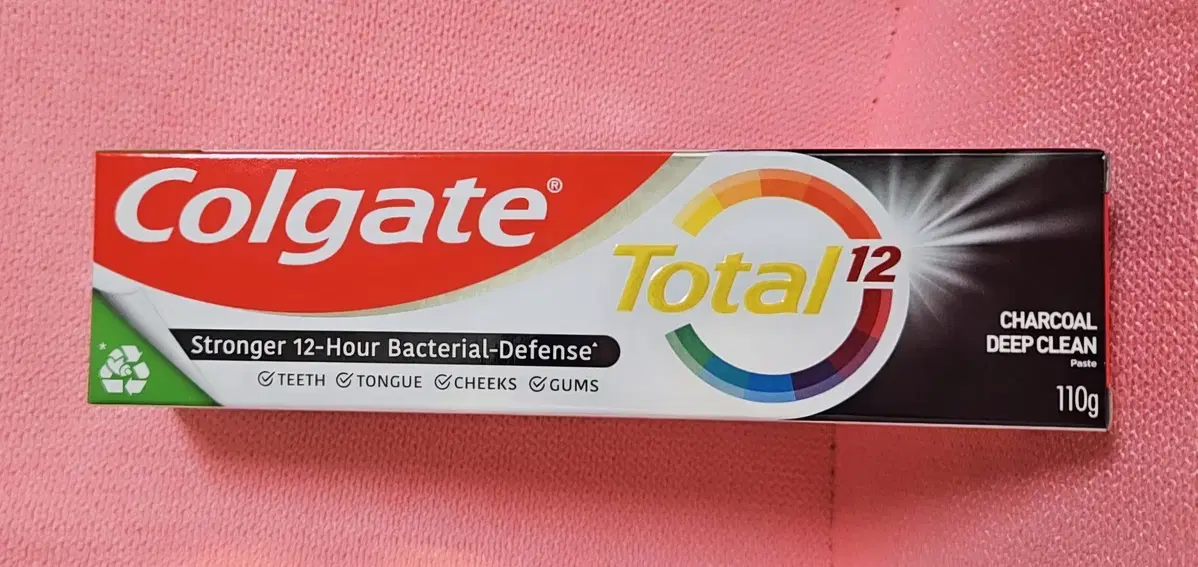 Colgate®
Total 12
Stronger 12-Hour Bacterial-Defense^
TEETH TONGUE CHEEKS GUMS
*
CHARCOAL
DEEP CLEAN
Paste
110g